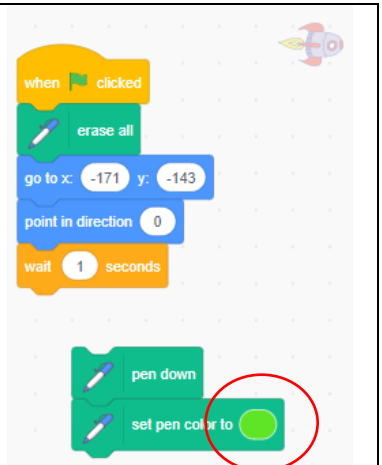 when clicked
erase all
go to x: -171 y: -143
point in direction 0
wait 1 seconds
pen down
set pen color to